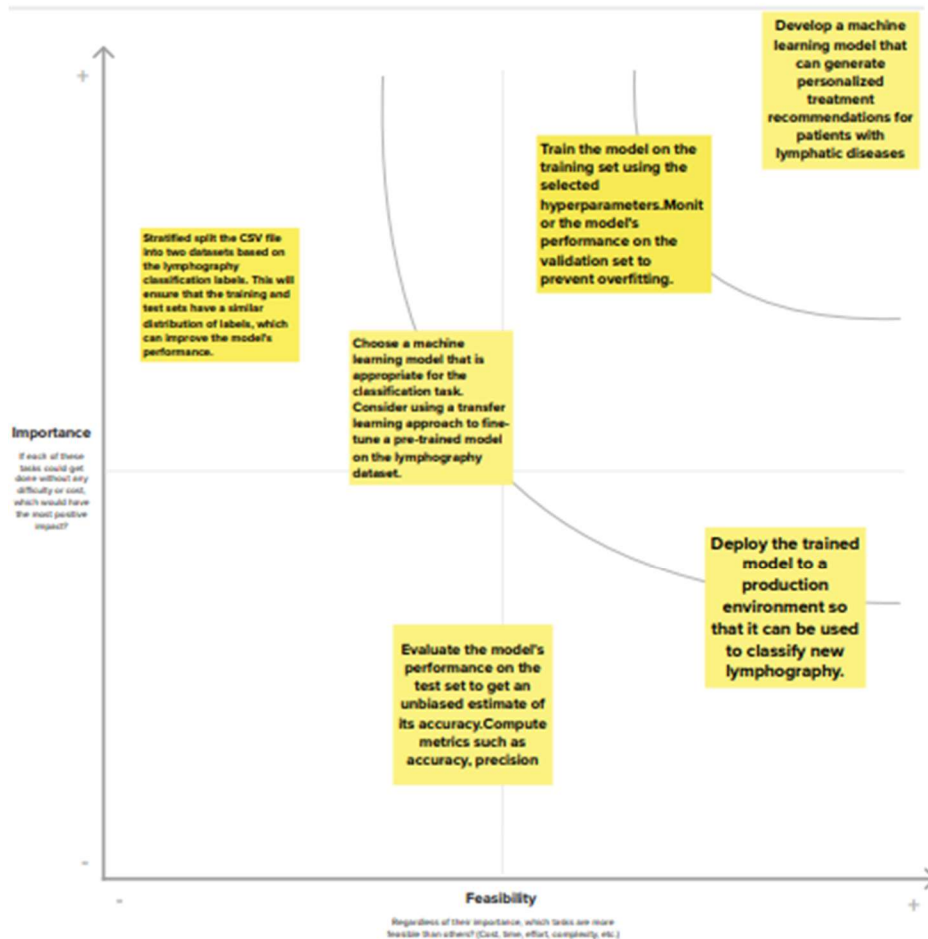 Develop a machine
learning model that
can generate
personalized
treatment
recommendations for
patients with
lymphatic diseases
+
Train the model on the
training set using the
selected
hyperparameters.Monit
or the model's
performance on the
validation set to
prevent overfitting.
Stratified split the CSV file
into two datasets based on
the lymphography
classification labels. This will
ensure that the training and
test sets have a similar
distribution of labels, which
can improve the model's
performance.
Choose a machine
learning model that is
appropriate for the
classification task.
Consider using a transfer
learning approach to fine-
tune a pre-trained model
on the lymphography
dataset.
Importance
If each of these
tasks could get
done without any
difficulty or cost,
which would have
the most positive
impact?
Deploy the trained
model to a
production
environment so
that it can be used
to classify new
lymphography.
Evaluate the model's
performance on the
test set to get an
unbiased estimate of
its accuracy.Compute
metrics such as
accuracy, precision
-
-
Feasibility
+
Regardless of their importance, which tasks are more
feasible than others? (Cost, time, effort, complexity, etc.)